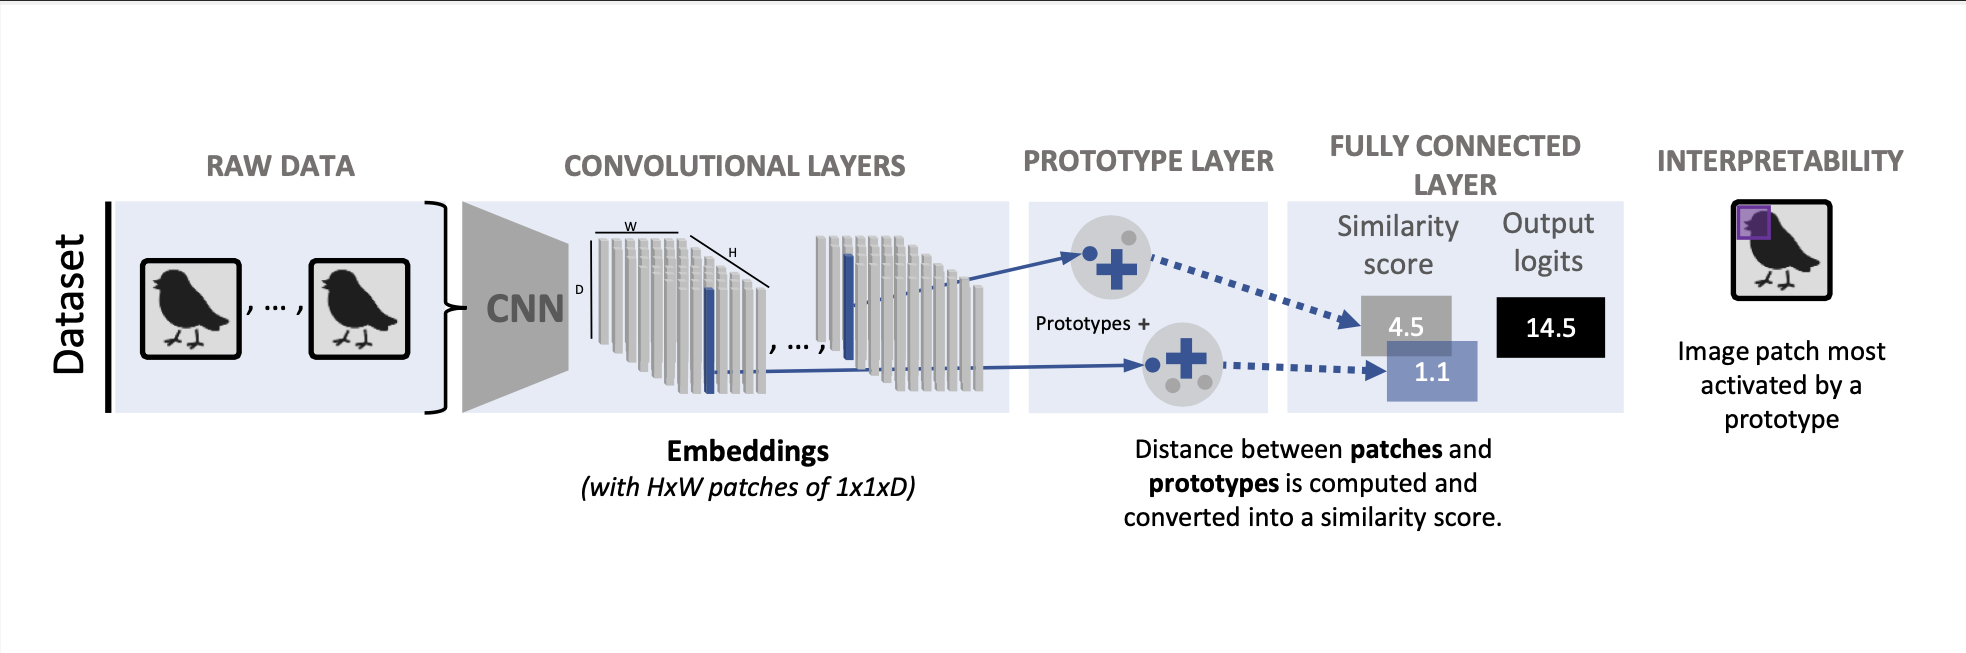 RAW DATA
CONVOLUTIONAL LAYERS
PROTOTYPE LAYER
FULLY CONNECTED
LAYER
INTERPRETABILITY
Dataset
, ... ,
CNN
W
H
D
, ... ,
Prototypes +
Similarity
score
Output
logits
4.5
1.1
14.5
Embeddings
(with HxW patches of 1x1xD)
Distance between patches and
prototypes is computed and
converted into a similarity score.
Image patch most
activated by a
prototype